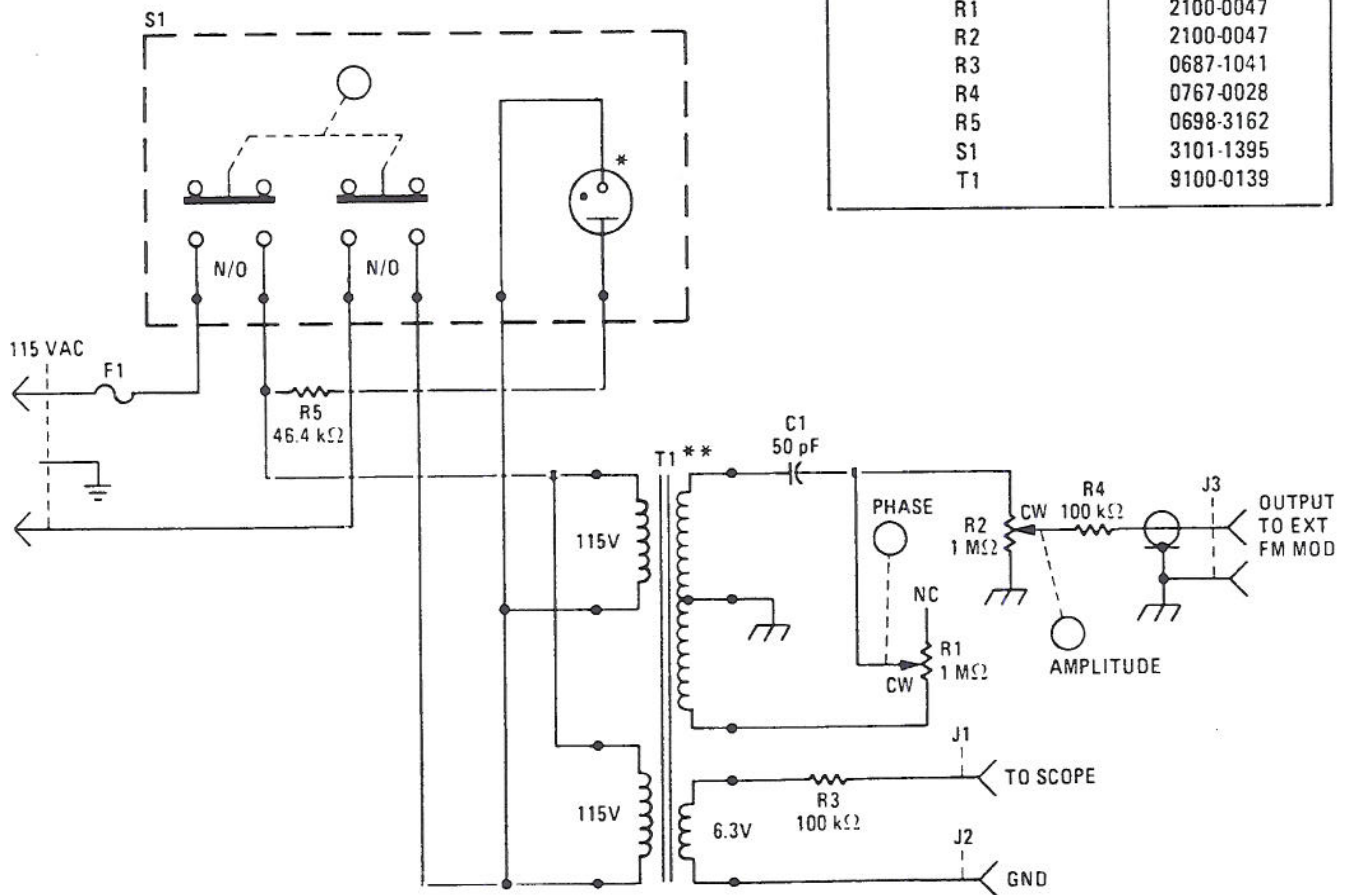 S1
R1 2100-0047
R2 2100-0047
R3 0687-1041
R4 0767-0028
R5 0698-3162
S1 3101-1395
T1 9100-0139
*
N/O N/O
115 VAC
F1
R5
46.4 kΩ
C1
50 pF
T1 **
PHASE
R2
1 MΩ
CW
R4
100 kΩ
J3
OUTPUT
TO EXT
FM MOD
115V
NC
R1
1 MΩ
CW
AMPLITUDE
J1
TO SCOPE
R3
100 kΩ
115V
6.3V
J2
GND